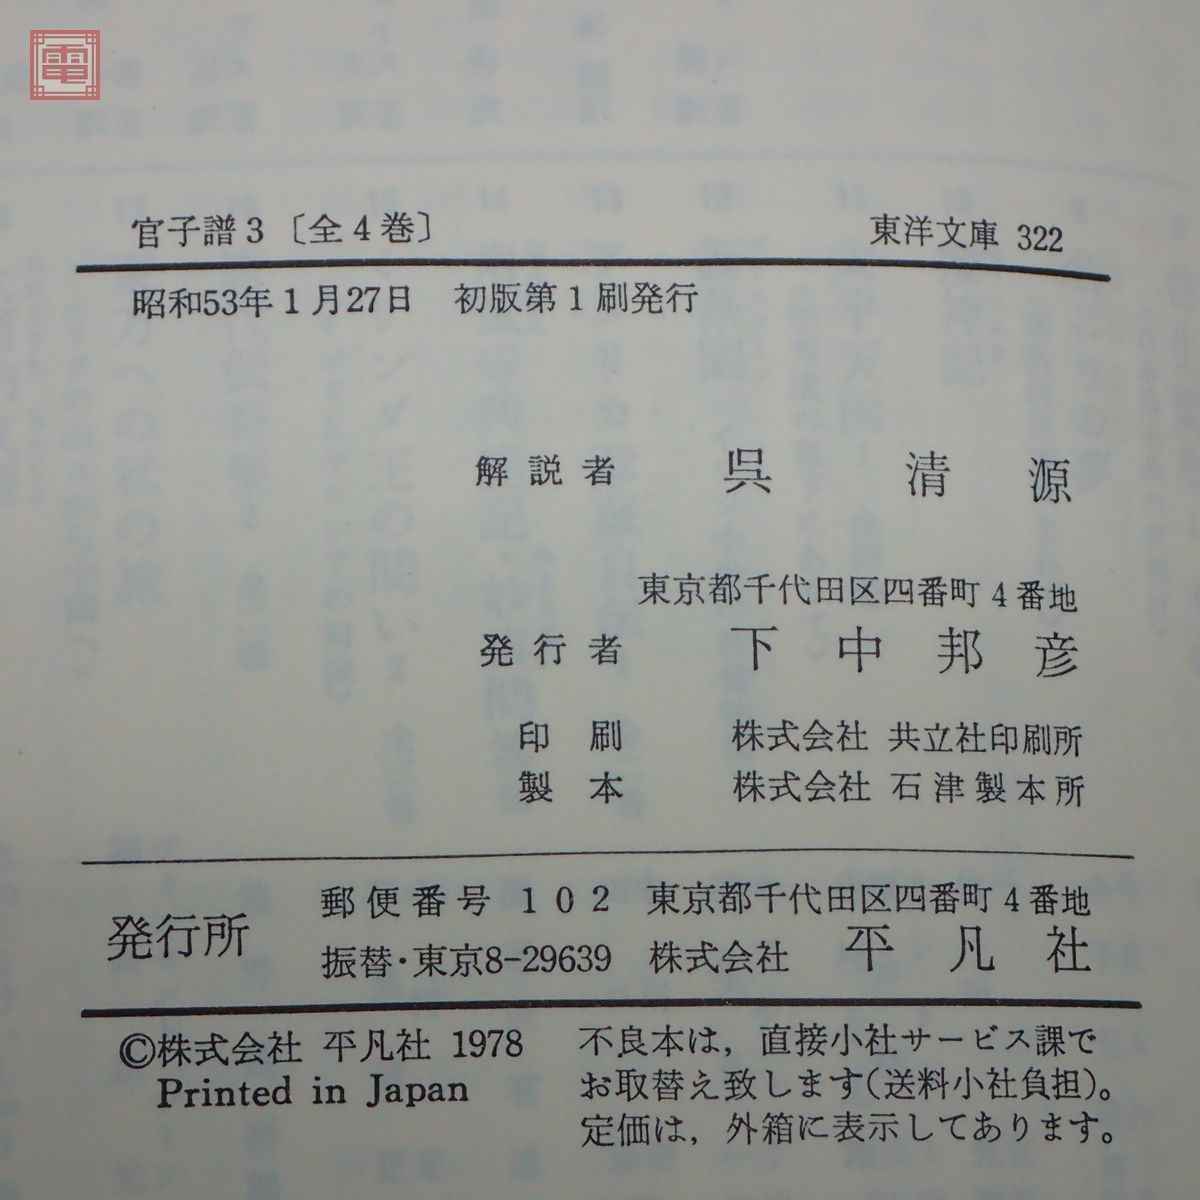 電
官子譜3〔全4巻〕 東洋文庫 322
昭和53年1月27日 初版第1刷発行
解説者 呉清源
東京都千代田区四番町4番地
発行者 下中邦彦
印刷 株式会社 共立社印刷所
製本 株式会社 石津製本所
発行所
郵便番号 102 東京都千代田区四番町4番地
振替・東京8-29639 株式会社 平凡社
©株式会社 平凡社 1978
Printed in Japan
不良本は，直接小社サービス課で
お取替え致します(送料小社負担)。
定価は，外箱に表示してあります。